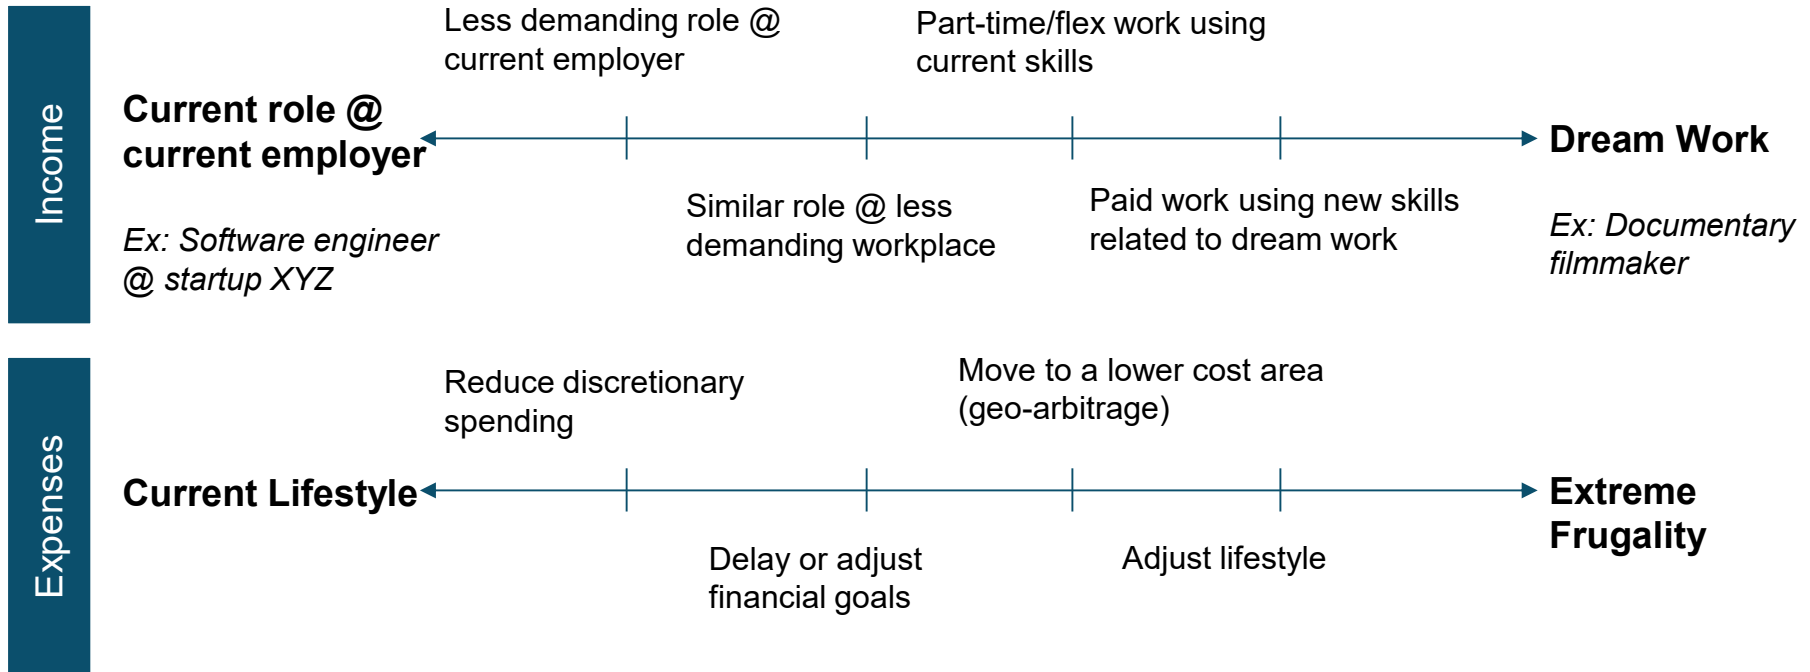 Income
Less demanding role @
current employer
Part-time/flex work using
current skills
Current role @
current employer
Dream Work
Similar role @ less
demanding workplace
Paid work using new skills
related to dream work
Ex: Software engineer
@ startup XYZ
Ex: Documentary
filmmaker
Expenses
Reduce discretionary
spending
Move to a lower cost area
(geo-arbitrage)
Current Lifestyle
Extreme
Frugality
Delay or adjust
financial goals
Adjust lifestyle